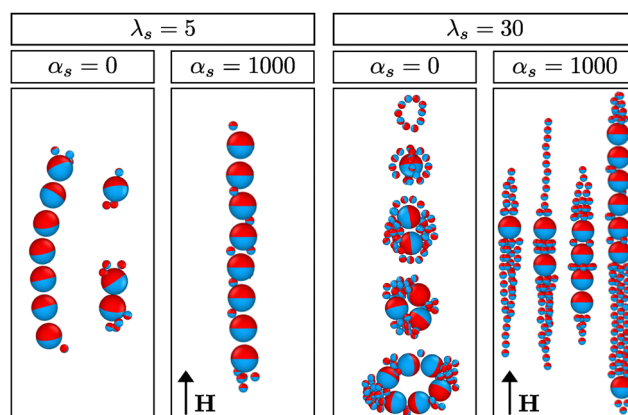 λ_s = 5
λ_s = 30
α_s = 0
α_s = 1000
α_s = 0
α_s = 1000
H
H